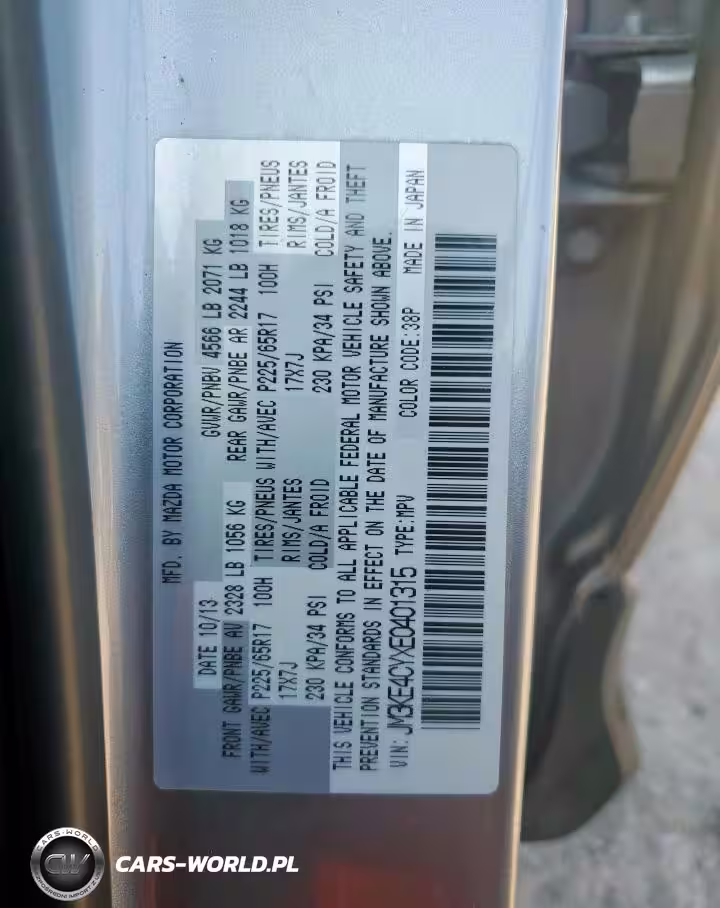 MFD. BY MAZDA MOTOR CORPORATION
DATE 10/13 GVWR/PNBV 4566 LB 2071 KG
FRONT GAWR/PNBE AV 2328 LB 1056 KG REAR GAWR/PNBE AR 2244 LB 1018 KG
WITH/AVEC P225/65R17 100H TIRES/PNEUS WITH/AVEC P225/65R17 100H TIRES/PNEUS
17X7J RIMS/JANTES 17X7J RIMS/JANTES
230 KPA/34 PSI COLD/A FROID 230 KPA/34 PSI COLD/A FROID
THIS VEHICLE CONFORMS TO ALL APPLICABLE FEDERAL MOTOR VEHICLE SAFETY AND THEFT
PREVENTION STANDARDS IN EFFECT ON THE DATE OF MANUFACTURE SHOWN ABOVE.
VIN: JM3KE4CYXE0401315 TYPE:MPV COLOR CODE:38P MADE IN JAPAN
CARS-WORLD
CW
CARS-WORLD.PL